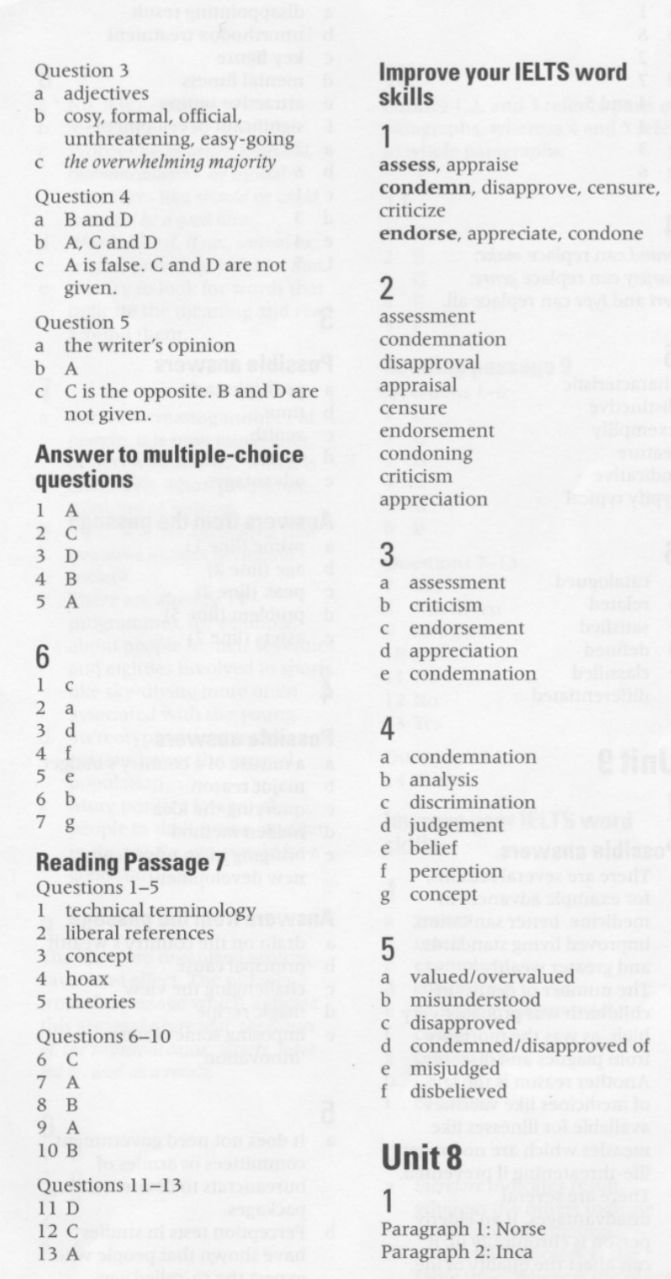 Question 3
a adjectives
b cosy, formal, official,
unthreatening, easy-going
c the overwhelming majority
Question 4
a B and D
b A, C and D
c A is false. C and D are not
given.
Question 5
a the writer's opinion
b A
c C is the opposite. B and D are
not given.
Answer to multiple-choice
questions
1 A
2 C
3 D
4 B
5 A
6
1 c
2 a
3 d
4 f
5 e
6 b
7 g
Reading Passage 7
Questions 1–5
1 technical terminology
2 liberal references
3 concept
4 hoax
5 theories
Questions 6–10
6 C
7 A
8 B
9 A
10 B
Questions 11–13
11 D
12 C
13 A
Improve your IELTS word
skills
1
assess, appraise
condemn, disapprove, censure,
criticize
endorse, appreciate, condone
2
assessment
condemnation
disapproval
appraisal
censure
endorsement
condoning
criticism
appreciation
3
a assessment
b criticism
c endorsement
d appreciation
e condemnation
4
a condemnation
b analysis
c discrimination
d judgement
e belief
f perception
g concept
5
a valued/overvalued
b misunderstood
c disapproved
d condemned/disapproved of
e misjudged
f disbelieved
Unit 8
1
Paragraph 1: Norse
Paragraph 2: Inca